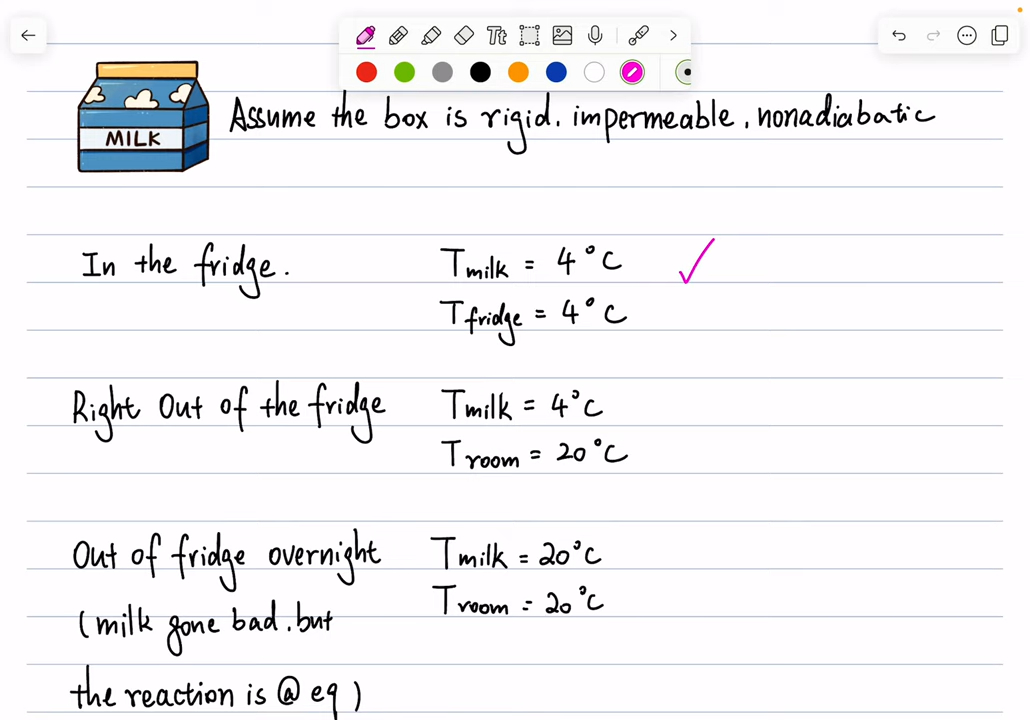 Tt
MILK
Assume the box is rigid. impermeable. nonadiabatic
In the fridge. Tmilk = 4°C ✓
Tfridge = 4°C
Right Out of the fridge Tmilk = 4°C
Troom = 20°C
Out of fridge overnight Tmilk = 20°C
Troom = 20°C
(milk gone bad. but
the reaction is @ eq)